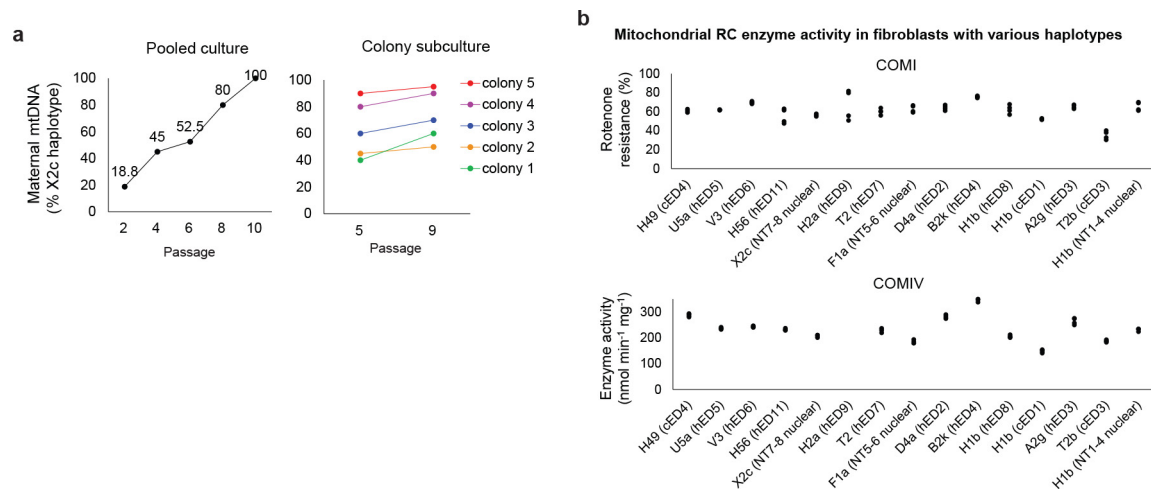 a
Pooled culture
Colony subculture
Maternal mtDNA
(% X2c haplotype)
100
80
60
40
20
0
18.8
45
52.5
80
100
2 4 6 8 10
Passage
100
80
60
40
20
0
5 9
Passage
colony 5
colony 4
colony 3
colony 2
colony 1
b
Mitochondrial RC enzyme activity in fibroblasts with various haplotypes
COMI
Rotenone
resistance (%)
100
80
60
40
20
0
H49 (cED4)
U5a (hED5)
V3 (hED6)
H56 (hED11)
X2c (NT7-8 nuclear)
H2a (hED9)
T2 (hED7)
F1a (NT5-6 nuclear)
D4a (hED2)
B2k (hED4)
H1b (hED8)
H1b (cED1)
A2g (hED3)
T2b (cED3)
H1b (NT1-4 nuclear)
COMIV
Enzyme activity
(nmol min⁻¹ mg⁻¹)
300
200
100
0
H49 (cED4)
U5a (hED5)
V3 (hED6)
H56 (hED11)
X2c (NT7-8 nuclear)
H2a (hED9)
T2 (hED7)
F1a (NT5-6 nuclear)
D4a (hED2)
B2k (hED4)
H1b (hED8)
H1b (cED1)
A2g (hED3)
T2b (cED3)
H1b (NT1-4 nuclear)